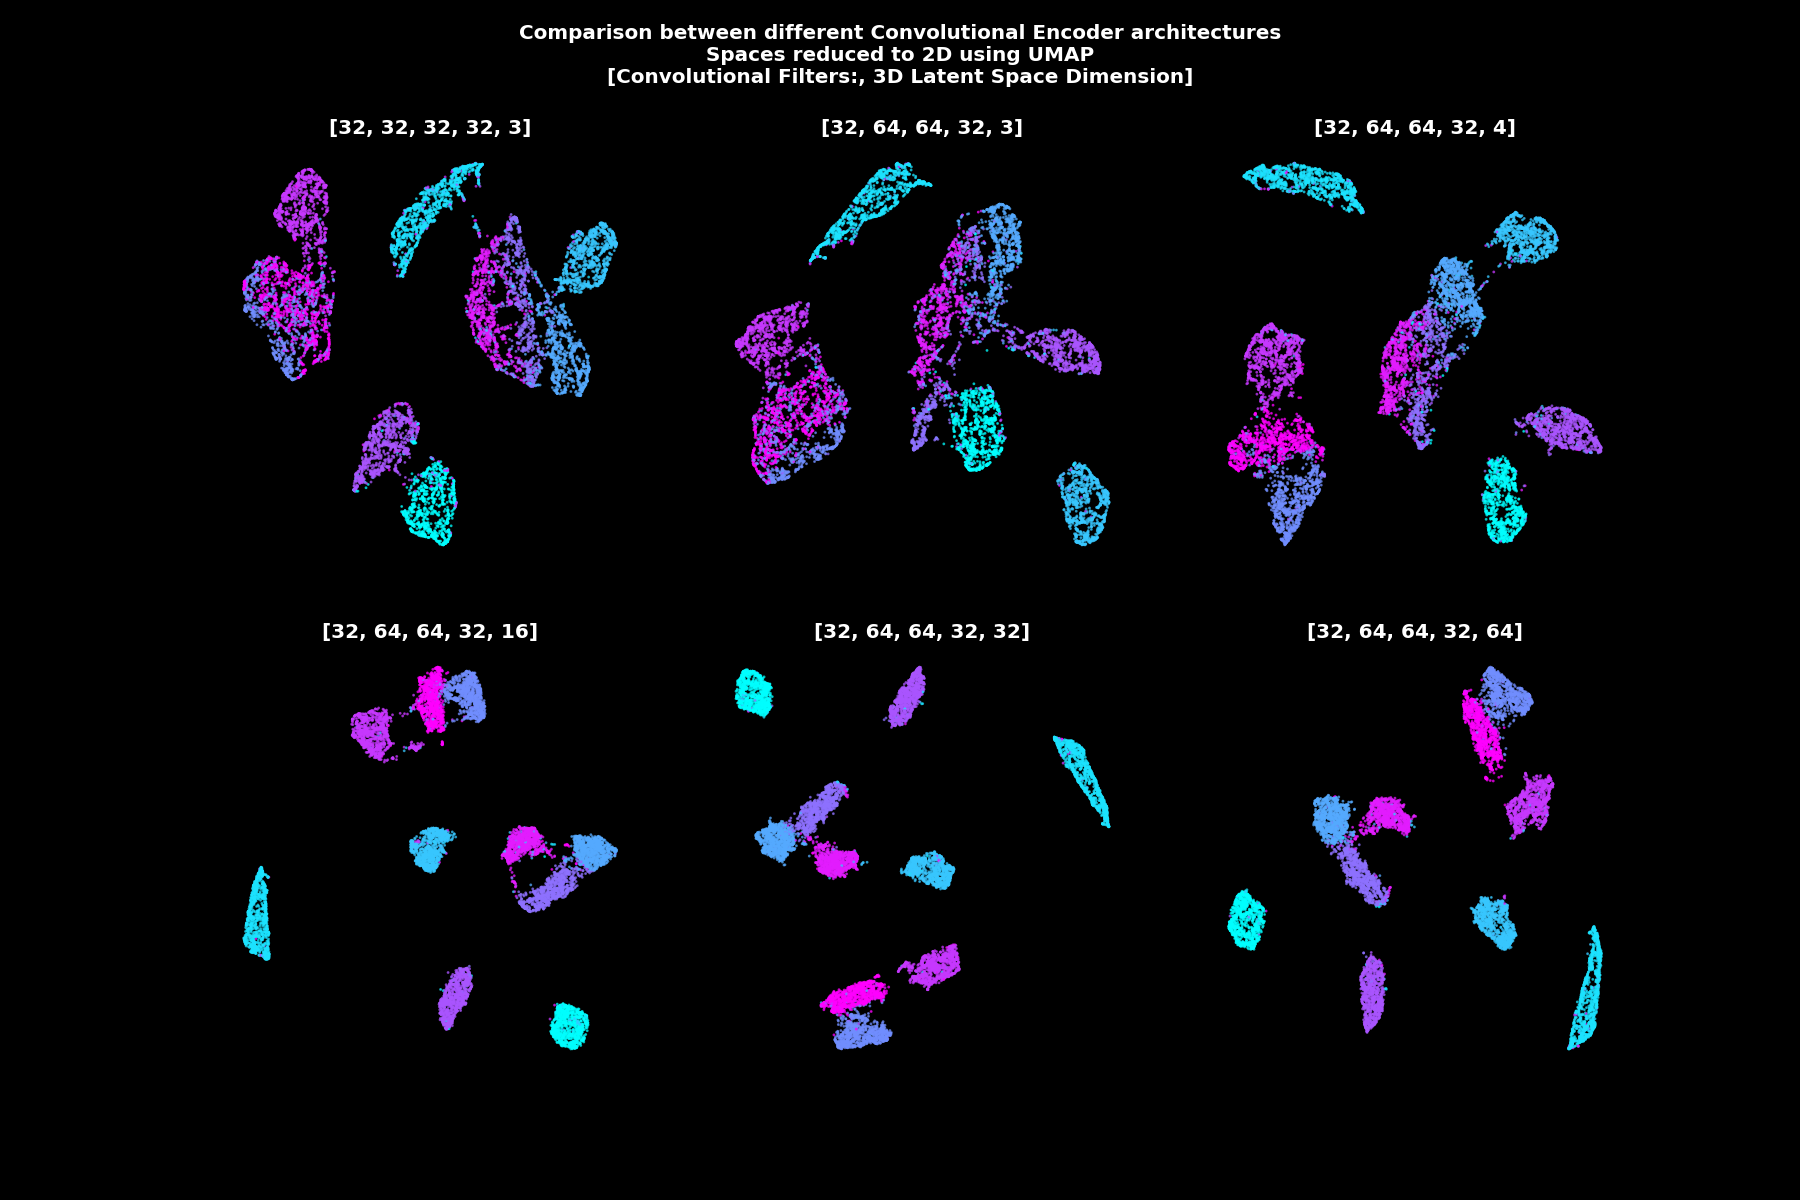 Comparison between different Convolutional Encoder architectures
Spaces reduced to 2D using UMAP
[Convolutional Filters:, 3D Latent Space Dimension]
[32, 32, 32, 32, 3]
[32, 64, 64, 32, 3]
[32, 64, 64, 32, 4]
[32, 64, 64, 32, 16]
[32, 64, 64, 32, 32]
[32, 64, 64, 32, 64]